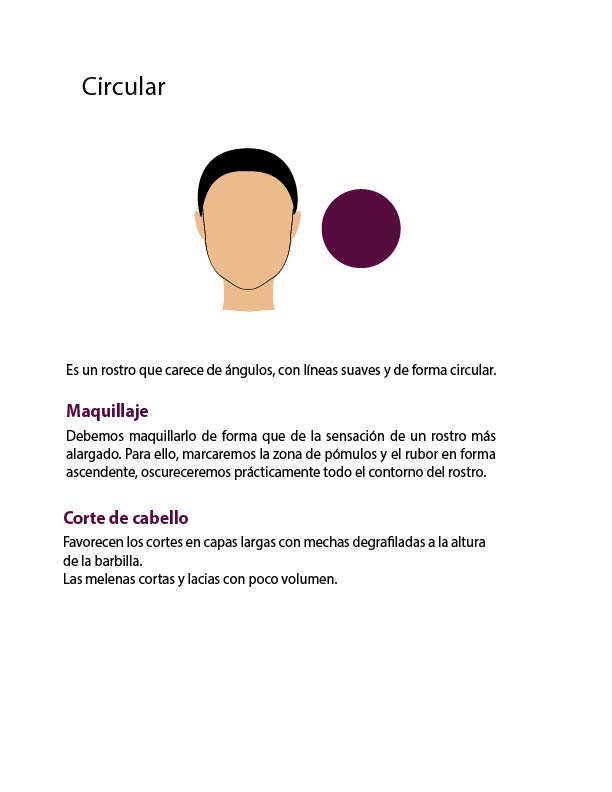 Circular
Es un rostro que carece de ángulos, con líneas suaves y de forma circular.
Maquillaje
Debemos maquillarlo de forma que de la sensación de un rostro más
alargado. Para ello, marcaremos la zona de pómulos y el rubor en forma
ascendente, oscureceremos prácticamente todo el contorno del rostro.
Corte de cabello
Favorecen los cortes en capas largas con mechas degrafiladas a la altura
de la barbilla.
Las melenas cortas y lacias con poco volumen.